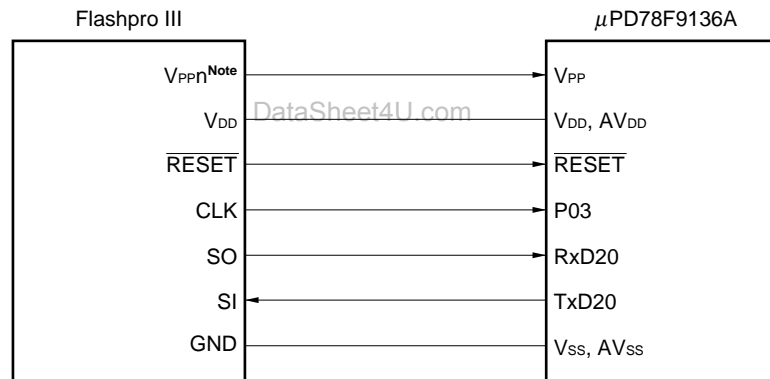 Flashpro III μPD78F9136A
VPPnNote VPP
DataSheet4U.com
VDD VDD, AVDD
RESET RESET
CLK P03
SO RxD20
SI TxD20
GND VSS, AVSS